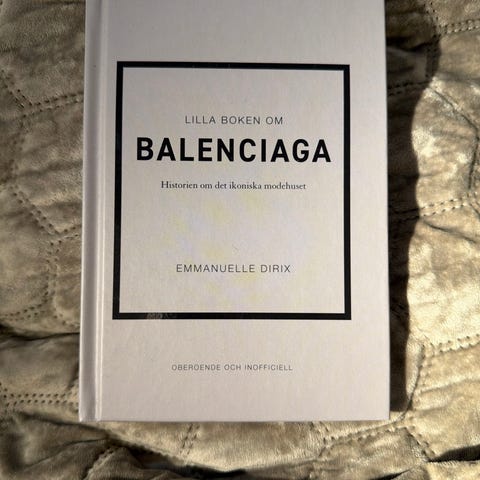 LILLA BOKEN OM
BALENCIAGA
Historien om det ikoniska modehuset
EMMANUELLE DIRIX
OBEROENDE OCH INOFFICIELL